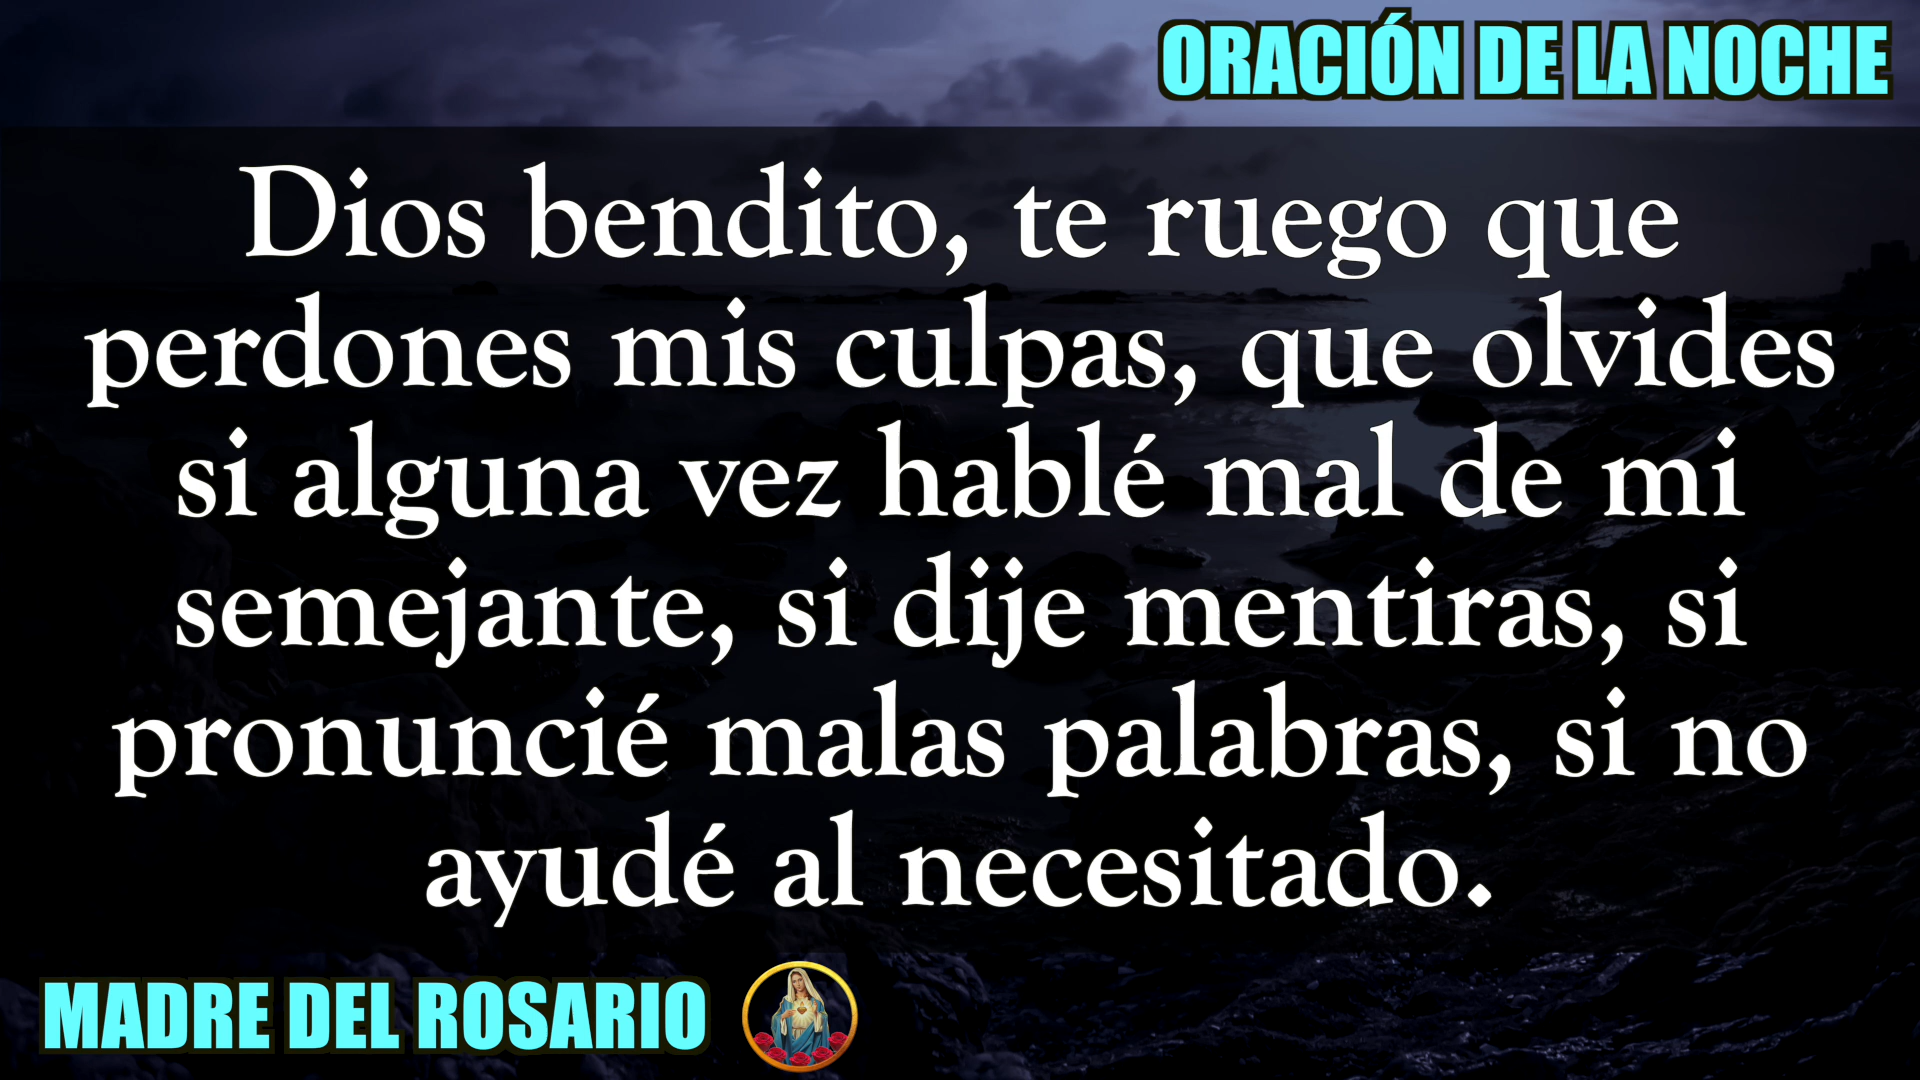 ORACIÓN DE LA NOCHE
Dios bendito, te ruego que
perdones mis culpas, que olvides
si alguna vez hablé mal de mi
semejante, si dije mentiras, si
pronuncié malas palabras, si no
ayudé al necesitado.
MADRE DEL ROSARIO